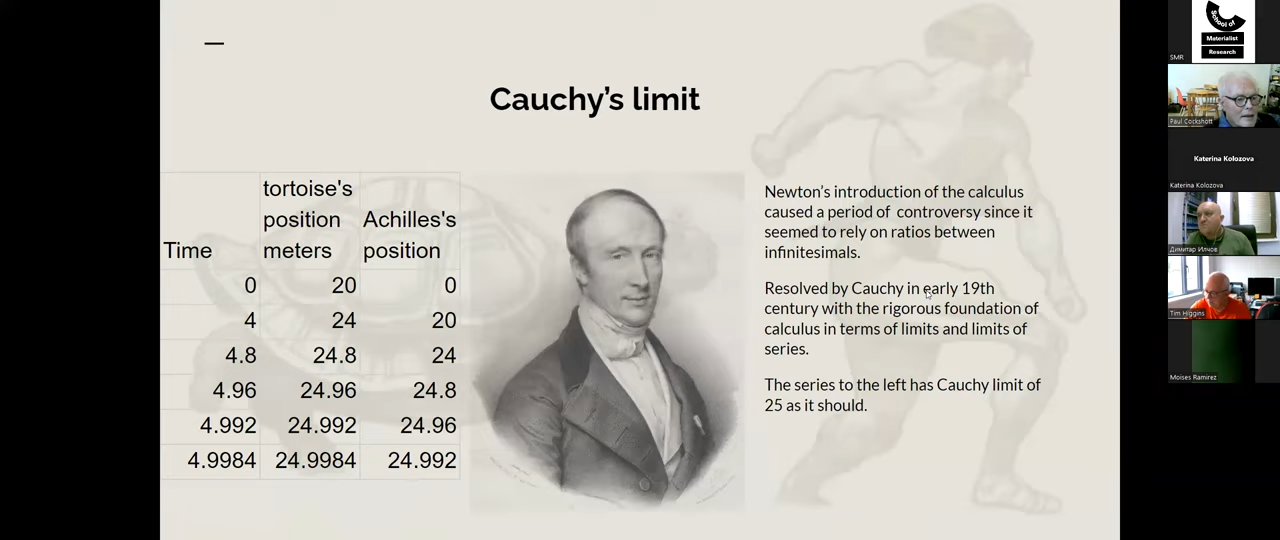 Cauchy's limit
Time
tortoise's
position
meters
Achilles's
position
0 20 0
4 24 20
4.8 24.8 24
4.96 24.96 24.8
4.992 24.992 24.96
4.9984 24.9984 24.992
Newton's introduction of the calculus
caused a period of controversy since it
seemed to rely on ratios between
infinitesimals.
Resolved by Cauchy in early 19th
century with the rigorous foundation of
calculus in terms of limits and limits of
series.
The series to the left has Cauchy limit of
25 as it should.
School of
Materialist
Research
SMR
Paul Cockshott
Katerina Kolozova
Katerina Kolozova
Димитар Илчов
Tim Higgins
Moises Ramirez